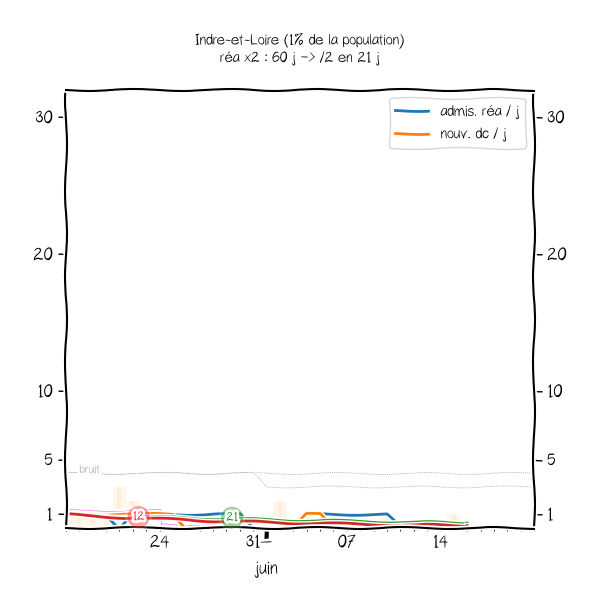 Indre-et-Loire (1% de la population)
réa x2 : 60 j -> /2 en 21 j
admis. réa / j
nouv. dc / j
30
30
20
20
10
10
5
5
bruit
1
1
12
21
24
31
07
14
juin